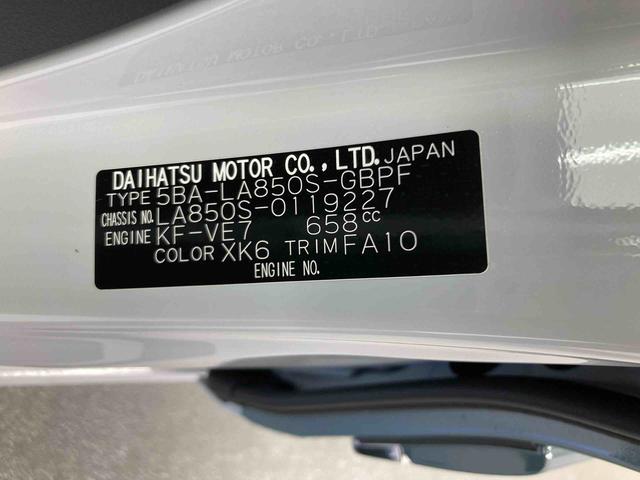 DAIHATSU MOTOR CO., LTD. JAPAN
TYPE 5BA-LA850S-GBPF
CHASSIS NO. LA850S-0119227
ENGINE KF-VE7 658cc
COLOR XK6 TRIM FA10
ENGINE NO.